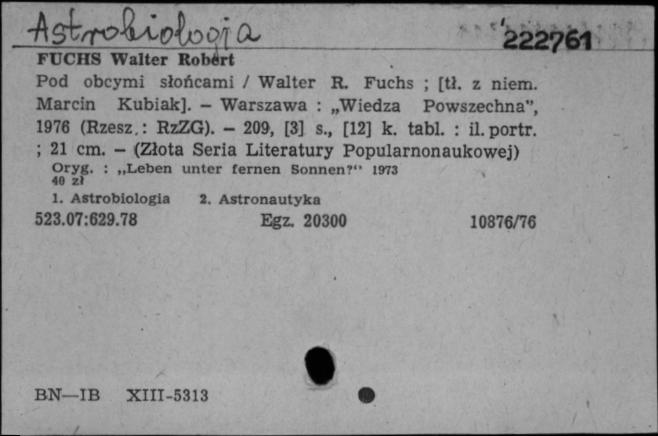 Astrobiologia
222761
FUCHS Walter Robert
Pod obcymi słońcami / Walter R. Fuchs ; [tł. z niem.
Marcin Kubiak]. — Warszawa : „Wiedza Powszechna”,
1976 (Rzesz.: RzZG). — 209, [3] s., [12] k. tabl. : il. portr.
; 21 cm. — (Złota Seria Literatury Popularnonaukowej)
Oryg. : „Leben unter fernen Sonnen?“ 1973
40 zł
1. Astrobiologia 2. Astronautyka
523.07:629.78 Egz. 20300 10876/76
BN—IB XIII-5313